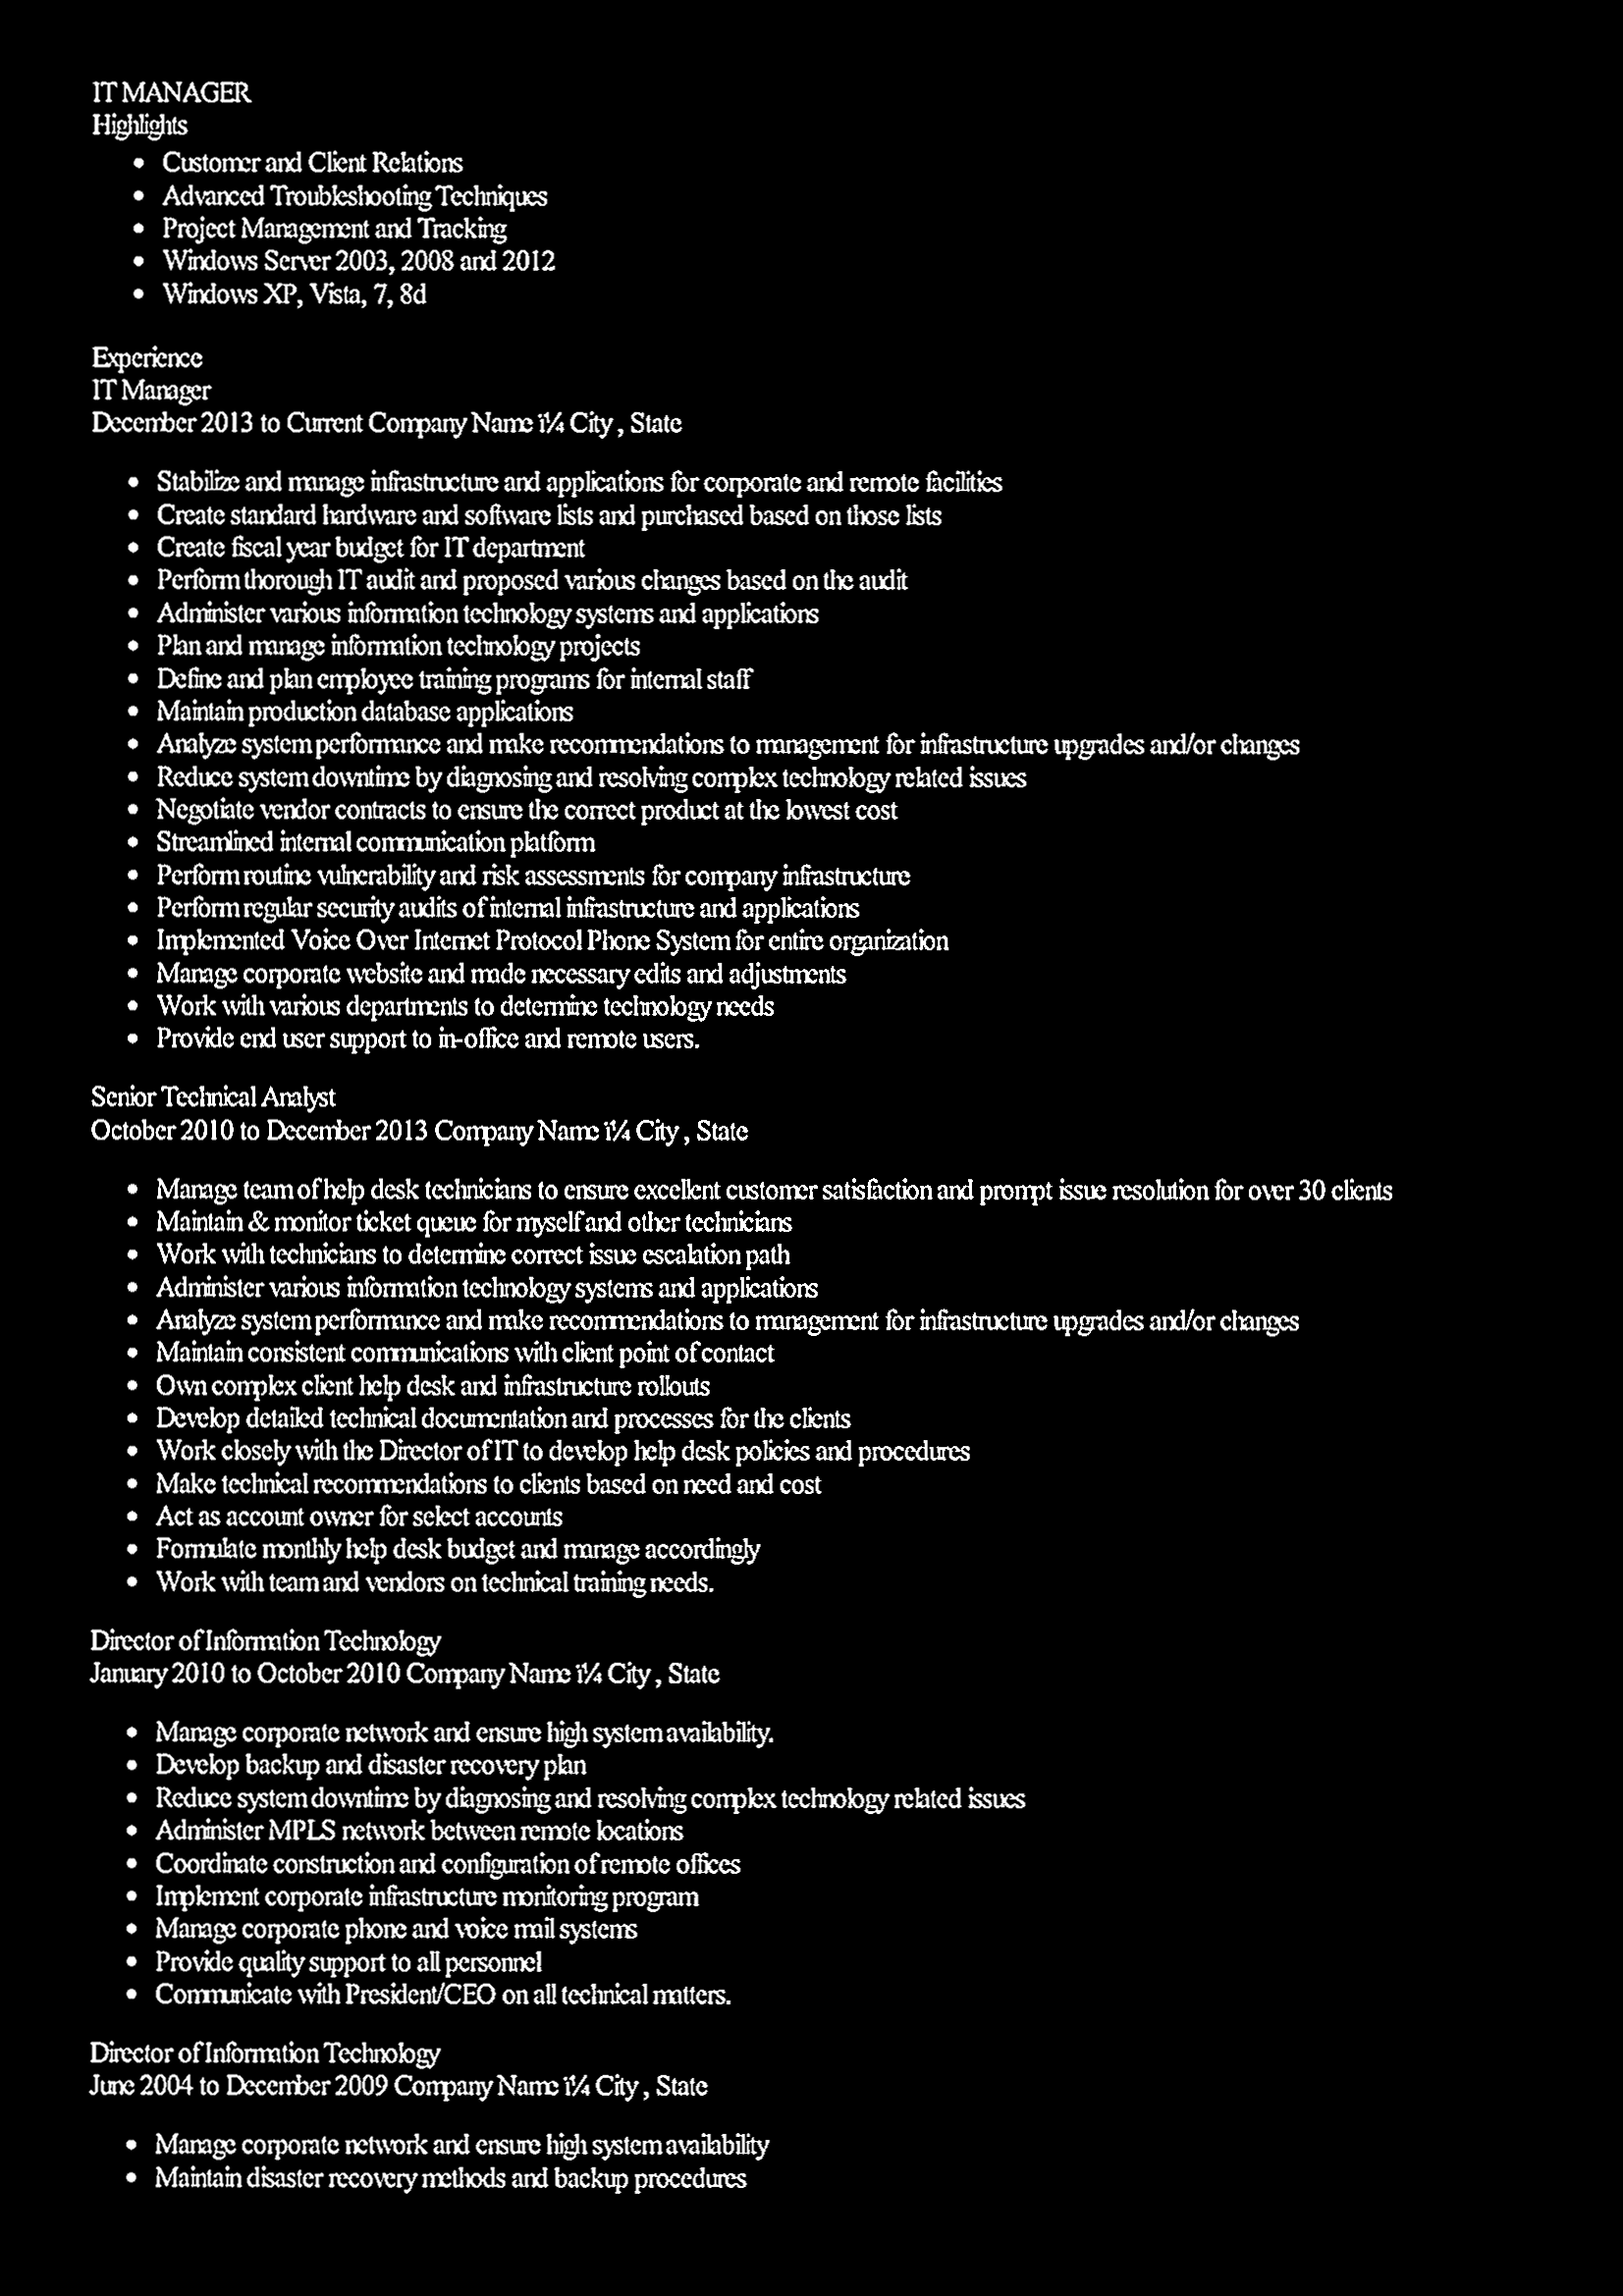 IT MANAGER
Highlights
• Customer and Client Relations
• Advanced Troubleshooting Techniques
• Project Management and Tracking
• Windows Server 2003, 2008 and 2012
• Windows XP, Vista, 7, 8d
Experience
IT Manager
December 2013 to Current Company Name ï¼ City , State
• Stabilize and manage infrastructure and applications for corporate and remote facilities
• Create standard hardware and software lists and purchased based on those lists
• Create fiscal year budget for IT department
• Perform thorough IT audit and proposed various changes based on the audit
• Administer various information technology systems and applications
• Plan and manage information technology projects
• Define and plan employee training programs for internal staff
• Maintain production database applications
• Analyze system performance and make recommendations to management for infrastructure upgrades and/or changes
• Reduce system downtime by diagnosing and resolving complex technology related issues
• Negotiate vendor contracts to ensure the correct product at the lowest cost
• Streamlined internal communication platform
• Perform routine vulnerability and risk assessments for company infrastructure
• Perform regular security audits of internal infrastructure and applications
• Implemented Voice Over Internet Protocol Phone System for entire organization
• Manage corporate website and made necessary edits and adjustments
• Work with various departments to determine technology needs
• Provide end user support to in-office and remote users.
Senior Technical Analyst
October 2010 to December 2013 Company Name ï¼ City , State
• Manage team of help desk technicians to ensure excellent customer satisfaction and prompt issue resolution for over 30 clients
• Maintain & monitor ticket queue for myself and other technicians
• Work with technicians to determine correct issue escalation path
• Administer various information technology systems and applications
• Analyze system performance and make recommendations to management for infrastructure upgrades and/or changes
• Maintain consistent communications with client point of contact
• Own complex client help desk and infrastructure rollouts
• Develop detailed technical documentation and processes for the clients
• Work closely with the Director of IT to develop help desk policies and procedures
• Make technical recommendations to clients based on need and cost
• Act as account owner for select accounts
• Formulate monthly help desk budget and manage accordingly
• Work with team and vendors on technical training needs.
Director of Information Technology
January 2010 to October 2010 Company Name ï¼ City , State
• Manage corporate network and ensure high system availability.
• Develop backup and disaster recovery plan
• Reduce system downtime by diagnosing and resolving complex technology related issues
• Administer MPLS network between remote locations
• Coordinate construction and configuration of remote offices
• Implement corporate infrastructure monitoring program
• Manage corporate phone and voice mail systems
• Provide quality support to all personnel
• Communicate with President/CEO on all technical matters.
Director of Information Technology
June 2004 to December 2009 Company Name ï¼ City , State
• Manage corporate network and ensure high system availability
• Maintain disaster recovery methods and backup procedures